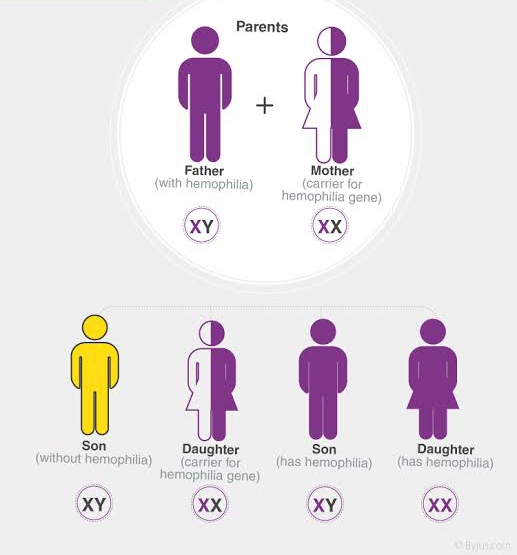 Parents
+
Father
(with hemophilia)
XY
Mother
(carrier for
hemophilia gene)
XX
Son
(without hemophilia)
XY
Daughter
(carrier for
hemophilia gene)
XX
Son
(has hemophilia)
XY
Daughter
(has hemophilia)
XX
© Byjus.com